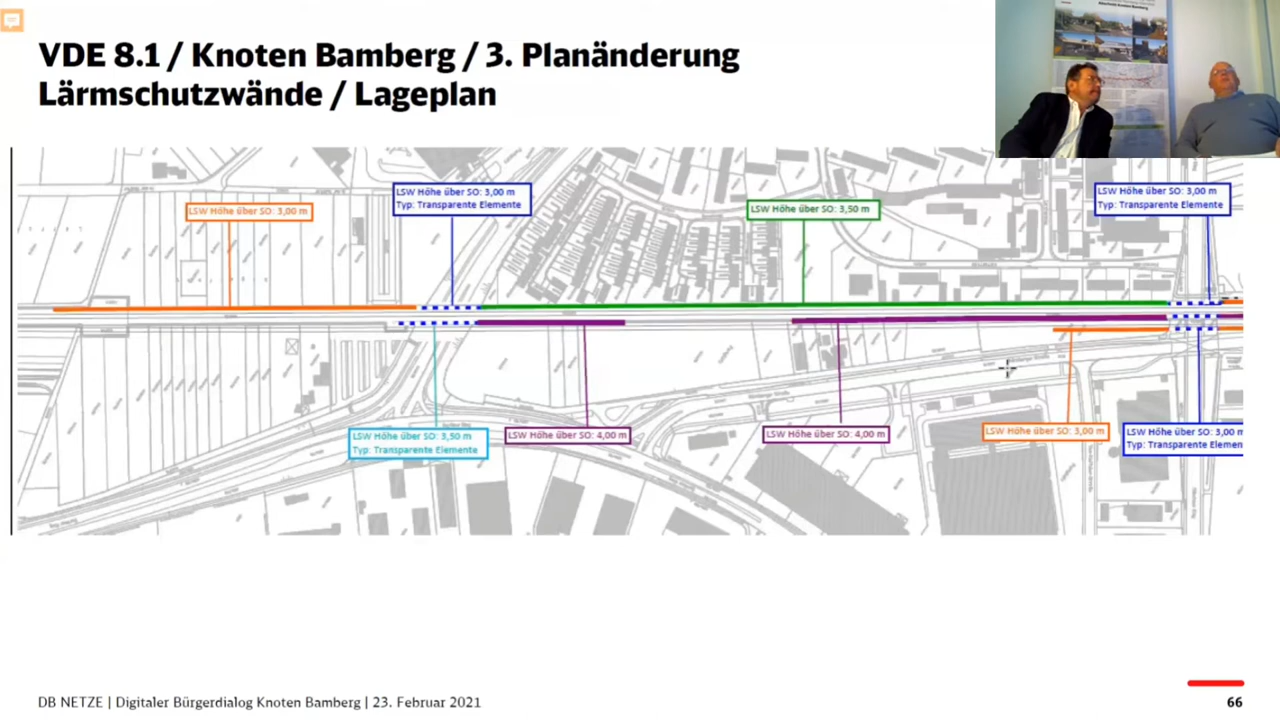 VDE 8.1 / Knoten Bamberg / 3. Planänderung
Lärmschutzwände / Lageplan
LSW Höhe über SO: 3,00 m
LSW Höhe über SO: 3,00 m
Typ: Transparente Elemente
LSW Höhe über SO: 3,50 m
LSW Höhe über SO: 3,00 m
Typ: Transparente Elemente
LSW Höhe über SO: 3,50 m
Typ: Transparente Elemente
LSW Höhe über SO: 4,00 m
LSW Höhe über SO: 4,00 m
LSW Höhe über SO: 3,00 m
LSW Höhe über SO: 3,00 m
Typ: Transparente Elemen
DB NETZE | Digitaler Bürgerdialog Knoten Bamberg | 23. Februar 2021
66